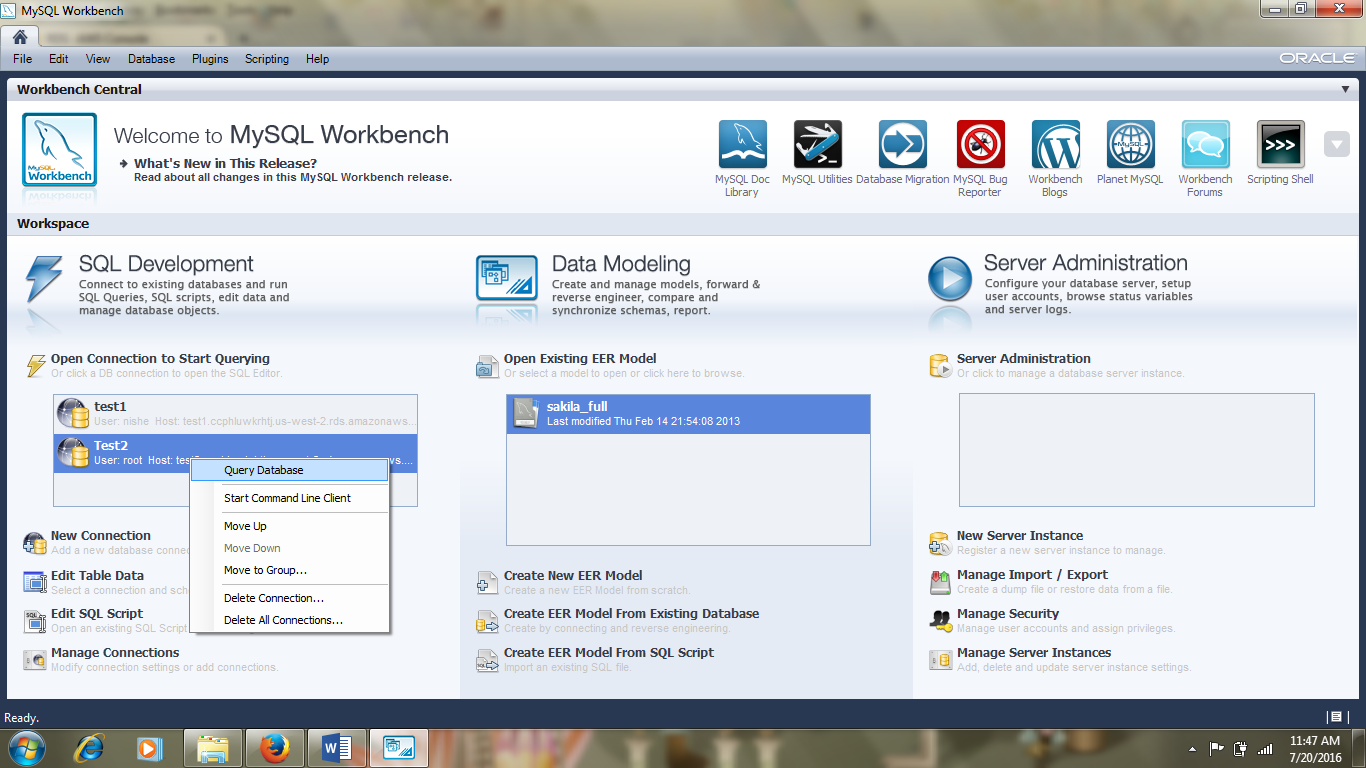 MySQL Workbench
File Edit View Database Plugins Scripting Help
ORACLE
Workbench Central
MySQL
Workbench
Welcome to MySQL Workbench
What's New in This Release?
Read about all changes in this MySQL Workbench release.
MySQL Doc
Library
MySQL Utilities
Database Migration
MySQL Bug
Reporter
Workbench
Blogs
MySQL
Planet MySQL
Workbench
Forums
>>>
Scripting Shell
Workspace
SQL Development
Connect to existing databases and run
SQL Queries, SQL scripts, edit data and
manage database objects.
Open Connection to Start Querying
Or click a DB connection to open the SQL Editor.
test1
User: nishe Host: test1.ccphluwkrhtj.us-west-2.rds.amazonaws...
Test2
User: root Host:
Query Database
Start Command Line Client
Move Up
Move Down
Move to Group...
Delete Connection...
Delete All Connections...
New Connection
Add a new database
Edit Table Data
Select a connection and
Edit SQL Script
Open an existing SQL Script
Manage Connections
Modify connection settings or add connections.
Data Modeling
Create and manage models, forward &
reverse engineer, compare and
synchronize schemas, report.
Open Existing EER Model
Or select a model to open or click here to browse.
sakila_full
Last modified Thu Feb 14 21:54:08 2013
Create New EER Model
Create a new EER Model from scratch.
Create EER Model From Existing Database
Create by connecting and reverse engineering.
Create EER Model From SQL Script
Import an existing SQL file.
Server Administration
Configure your database server, setup
user accounts, browse status variables
and server logs.
Server Administration
Or click to manage a database server instance.
New Server Instance
Register a new server instance to manage.
Manage Import / Export
Create a dump file or restore data from a file.
Manage Security
Manage user accounts and assign privileges.
Manage Server Instances
Add, delete and update server instance settings.
Ready.
11:47 AM
7/20/2016